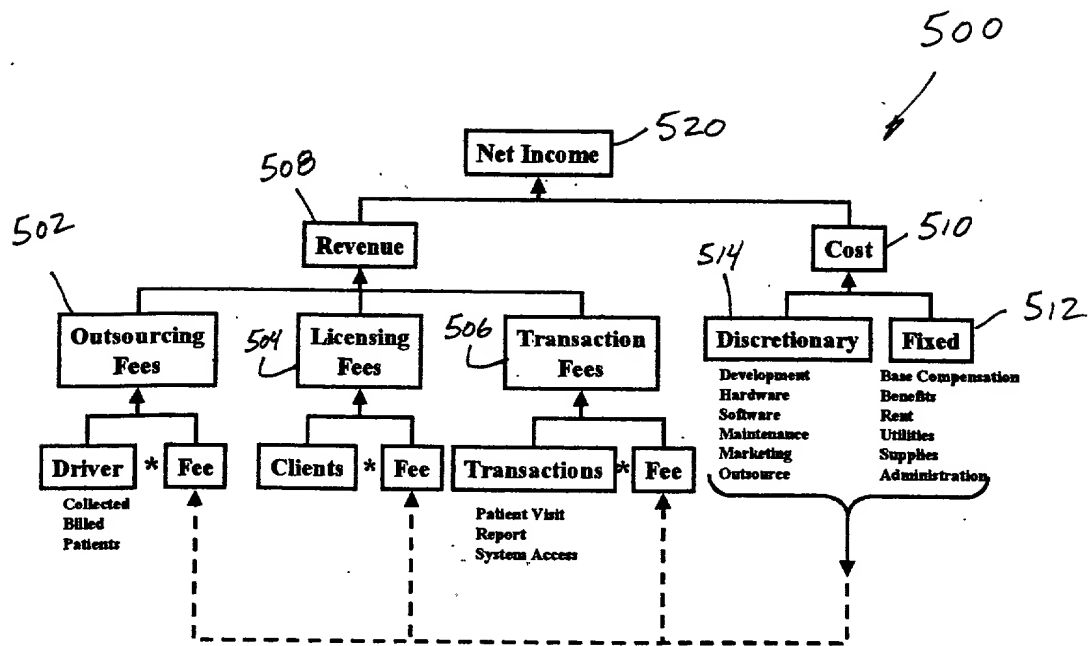 500
520
Net Income
508
502
Revenue
Cost
510
514
Outsourcing
Fees
504
Licensing
Fees
506
Transaction
Fees
Discretionary
Fixed
512
Development
Hardware
Software
Maintenance
Marketing
Outsource
Base Compensation
Benefits
Rent
Utilities
Supplies
Administration
Driver * Fee
Clients * Fee
Transactions * Fee
Collected
Billed
Patients
Patient Visit
Report
System Access